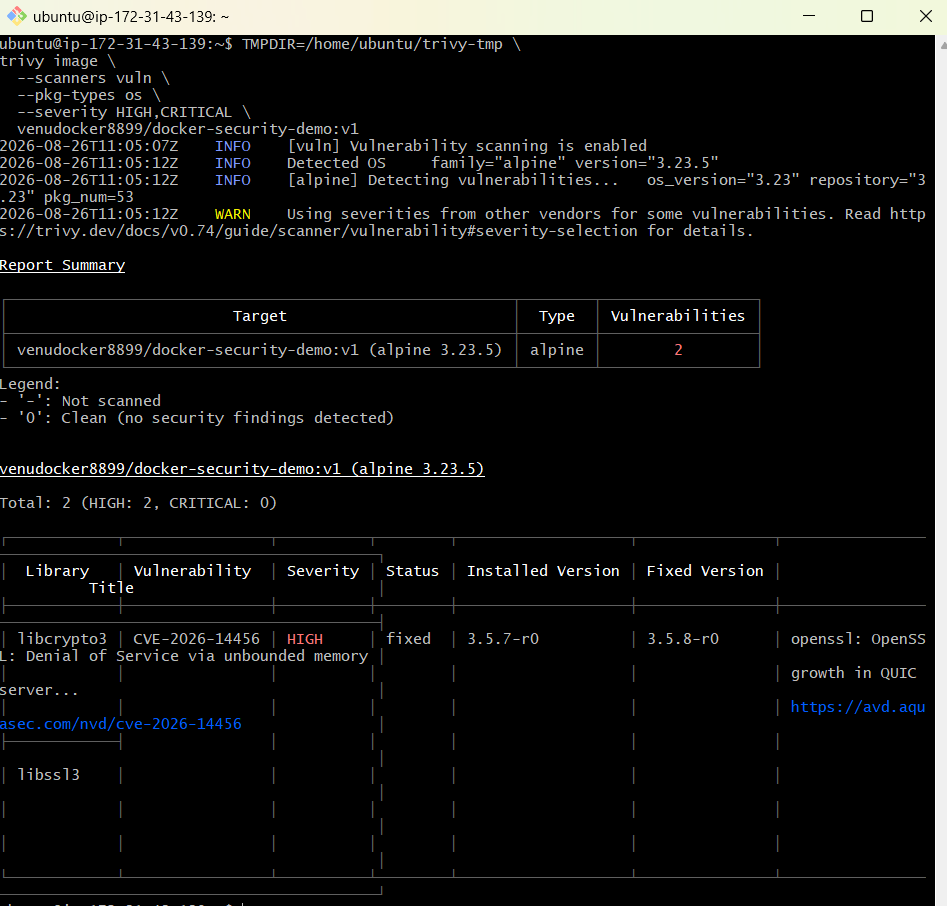 ubuntu@ip-172-31-43-139: ~
ubuntu@ip-172-31-43-139:~$ TMPDIR=/home/ubuntu/trivy-tmp \
trivy image \
  --scanners vuln \
  --pkg-types os \
  --severity HIGH,CRITICAL \
  venudocker8899/docker-security-demo:v1
2026-08-26T11:05:07Z    INFO    [vuln] Vulnerability scanning is enabled
2026-08-26T11:05:12Z    INFO    Detected OS     family="alpine" version="3.23.5"
2026-08-26T11:05:12Z    INFO    [alpine] Detecting vulnerabilities...   os_version="3.23" repository="3
.23" pkg_num=53
2026-08-26T11:05:12Z    WARN    Using severities from other vendors for some vulnerabilities. Read http
s://trivy.dev/docs/v0.74/guide/scanner/vulnerability#severity-selection for details.
Report Summary
Target | Type | Vulnerabilities
venudocker8899/docker-security-demo:v1 (alpine 3.23.5) | alpine | 2
Legend:
- '-': Not scanned
- '0': Clean (no security findings detected)
venudocker8899/docker-security-demo:v1 (alpine 3.23.5)
Total: 2 (HIGH: 2, CRITICAL: 0)
Library | Vulnerability | Severity | Status | Installed Version | Fixed Version |
Title
libcrypto3 | CVE-2026-14456 | HIGH | fixed | 3.5.7-r0 | 3.5.8-r0 | openssl: OpenSS
L: Denial of Service via unbounded memory
growth in QUIC
server...
https://avd.aqu
asec.com/nvd/cve-2026-14456
libssl3